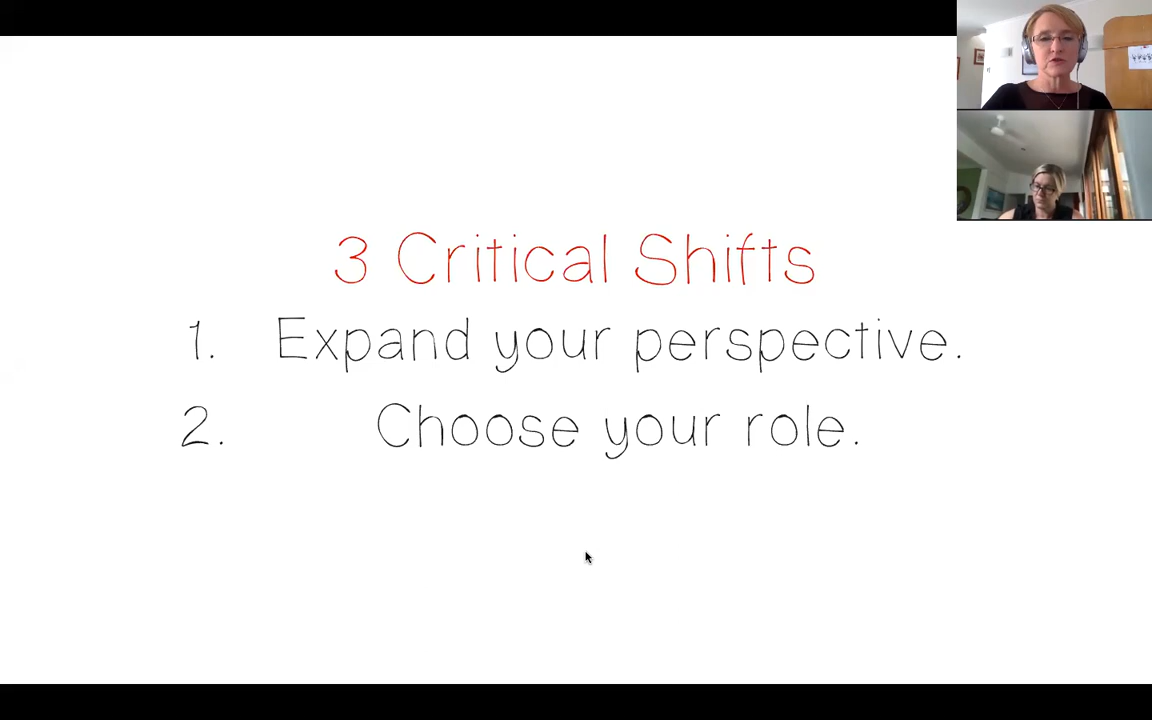 3 Critical Shifts
1. Expand your perspective.
2. Choose your role.